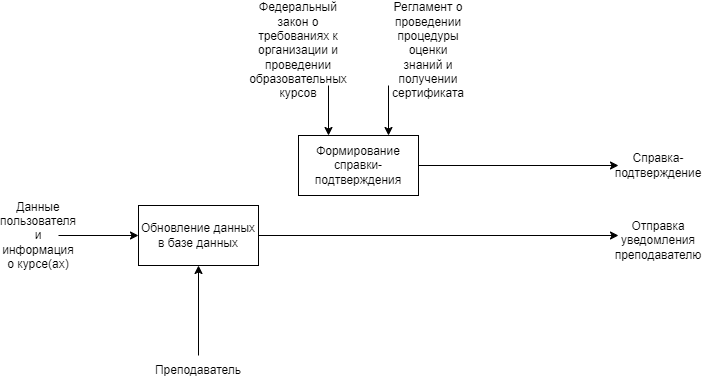 Федеральный
закон о
требованиях к
организации и
проведении
образовательных
курсов
Регламент о
проведении
процедуры
оценки
знаний и
получении
сертификата
Формирование
справки-
подтверждения
Справка-
подтверждение
Данные
пользователя
и
информация
о курсе(ах)
Обновление данных
в базе данных
Отправка
уведомления
преподавателю
Преподаватель